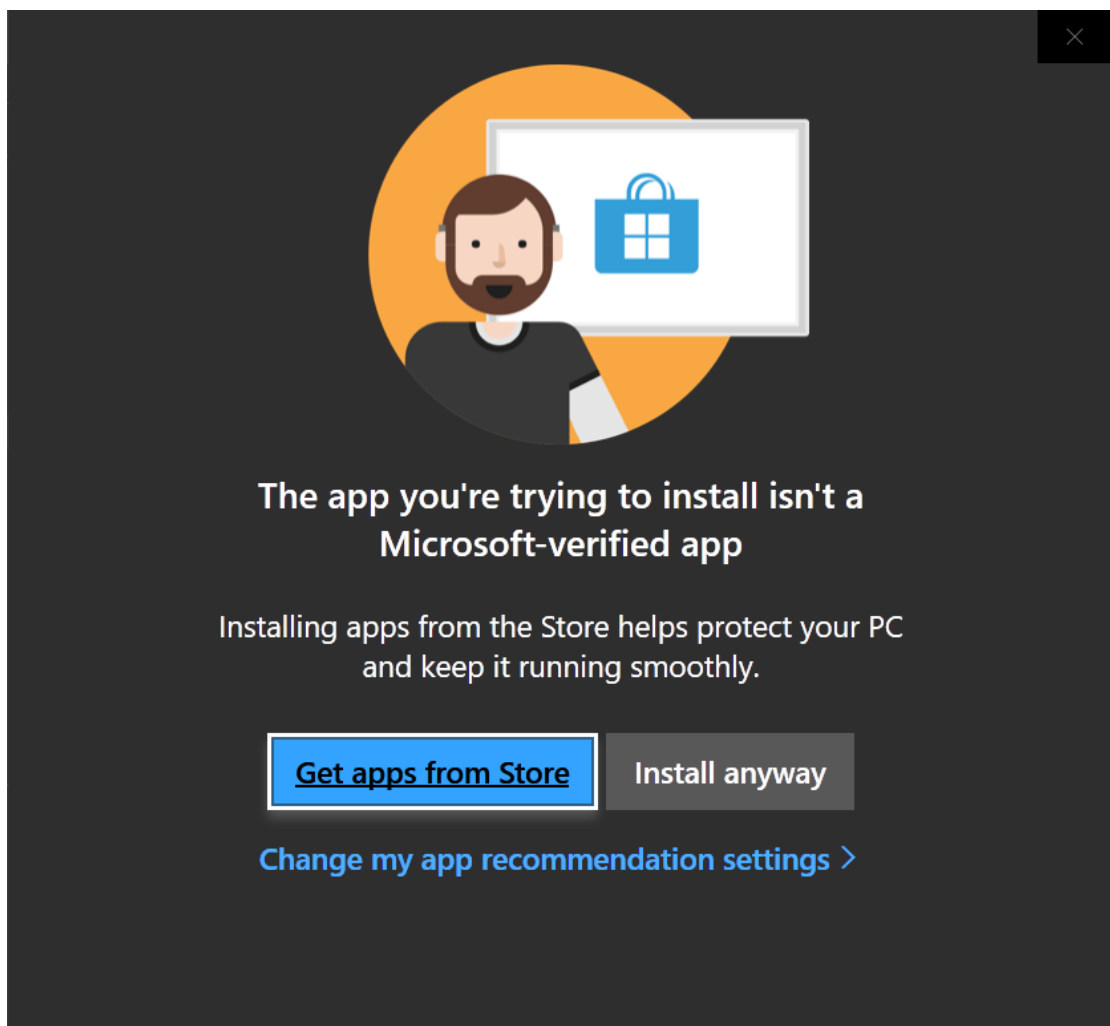 The app you're trying to install isn't a
Microsoft-verified app
Installing apps from the Store helps protect your PC
and keep it running smoothly.
Get apps from Store
Install anyway
Change my app recommendation settings